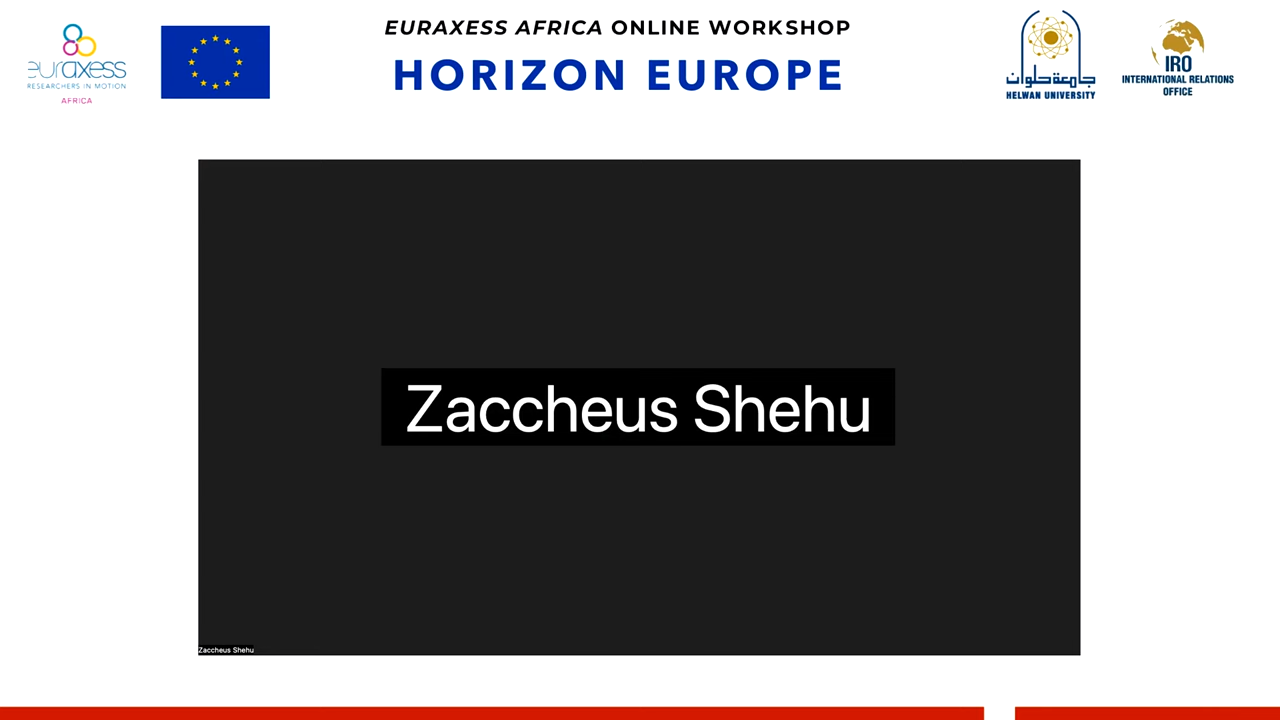 euraxess
RESEARCHERS IN MOTION
AFRICA
EURAXESS AFRICA ONLINE WORKSHOP
HORIZON EUROPE
جامعة حلوان
HELWAN UNIVERSITY
IRO
INTERNATIONAL RELATIONS
OFFICE
Zaccheus Shehu
Zaccheus Shehu